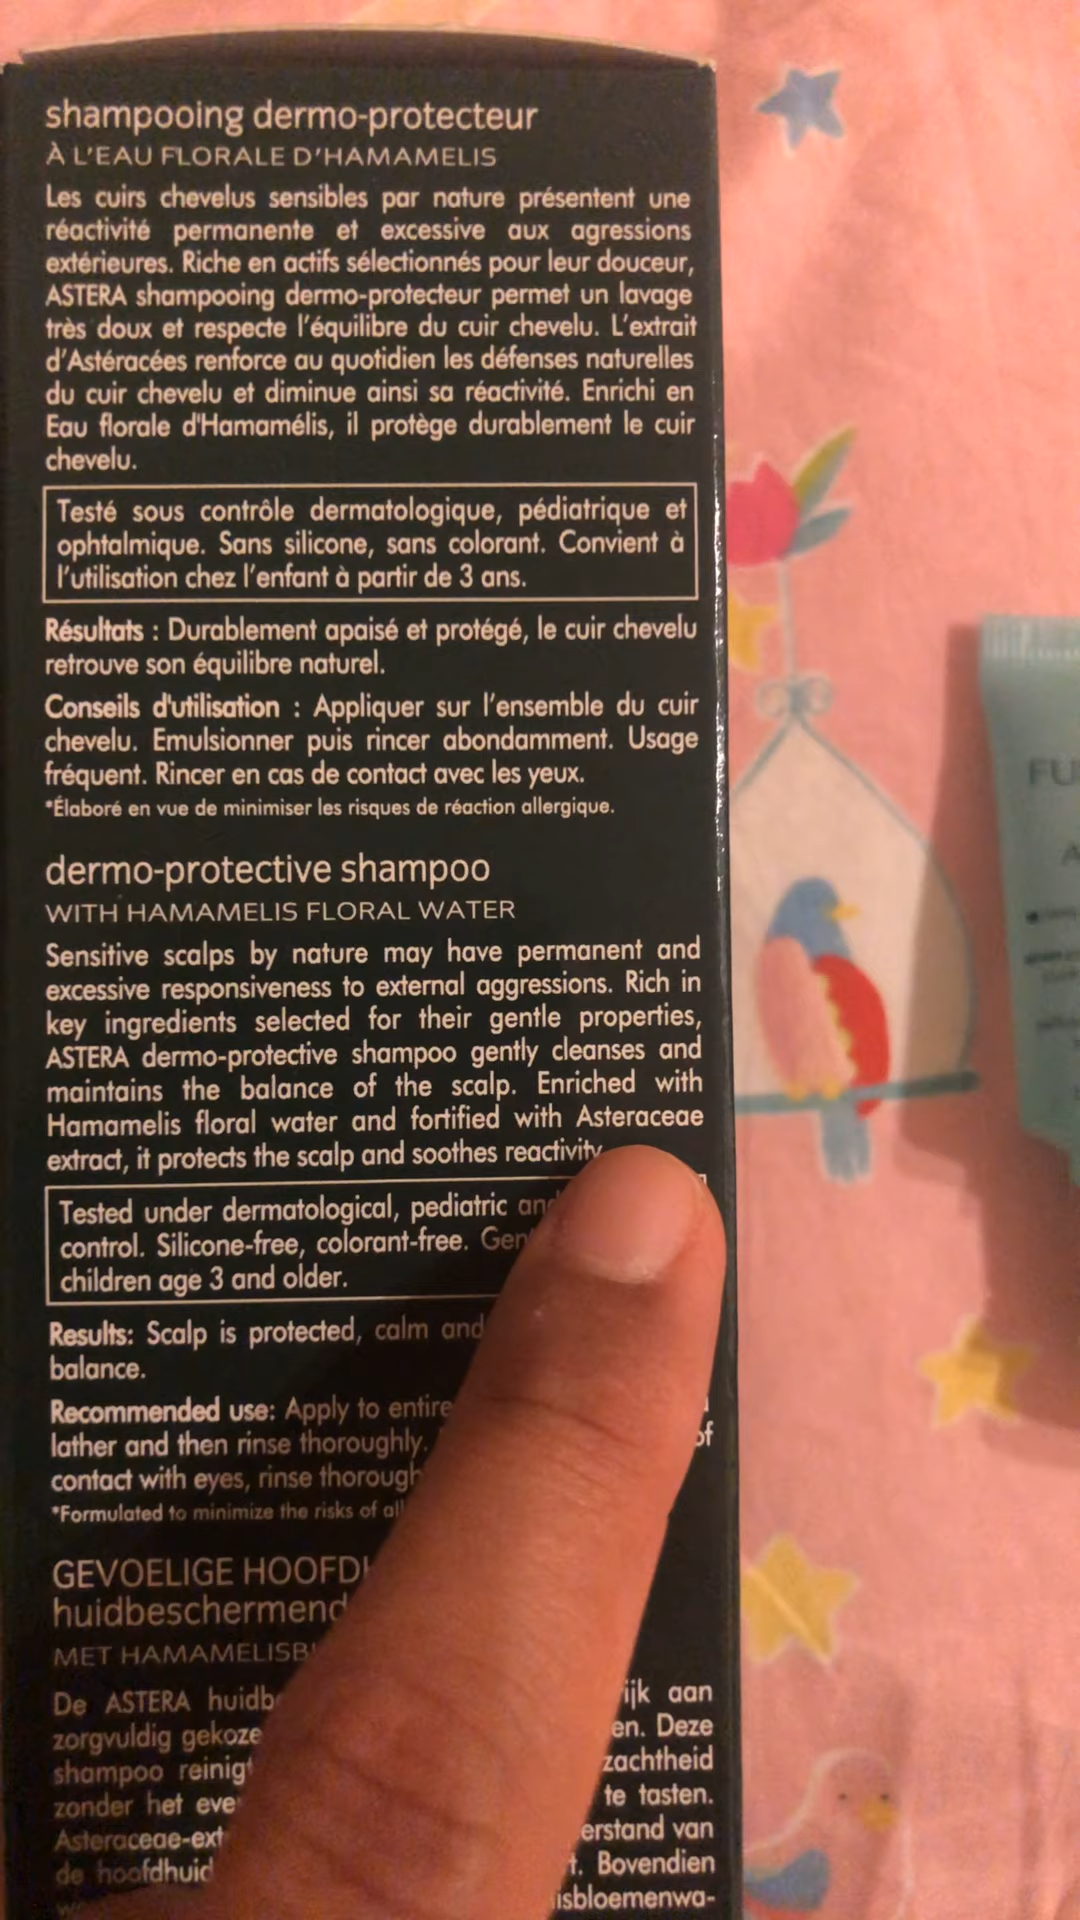 shampooing dermo-protecteur
À L'EAU FLORALE D'HAMAMELIS
Les cuirs chevelus sensibles par nature présentent une
réactivité permanente et excessive aux agressions
extérieures. Riche en actifs sélectionnés pour leur douceur,
ASTERA shampooing dermo-protecteur permet un lavage
très doux et respecte l'équilibre du cuir chevelu. L'extrait
d'Astéracées renforce au quotidien les défenses naturelles
du cuir chevelu et diminue ainsi sa réactivité. Enrichi en
Eau florale d'Hamamélis, il protège durablement le cuir
chevelu.
Testé sous contrôle dermatologique, pédiatrique et
ophtalmique. Sans silicone, sans colorant. Convient à
l'utilisation chez l'enfant à partir de 3 ans.
Résultats : Durablement apaisé et protégé, le cuir chevelu
retrouve son équilibre naturel.
Conseils d'utilisation : Appliquer sur l'ensemble du cuir
chevelu. Emulsionner puis rincer abondamment. Usage
fréquent. Rincer en cas de contact avec les yeux.
*Élaboré en vue de minimiser les risques de réaction allergique.
dermo-protective shampoo
WITH HAMAMELIS FLORAL WATER
Sensitive scalps by nature may have permanent and
excessive responsiveness to external aggressions. Rich in
key ingredients selected for their gentle properties,
ASTERA dermo-protective shampoo gently cleanses and
maintains the balance of the scalp. Enriched with
Hamamelis floral water and fortified with Asteraceae
extract, it protects the scalp and soothes reactivity
Tested under dermatological, pediatric and
control. Silicone-free, colorant-free.
children age 3 and older.
Results: Scalp is protected, calm and
balance.
Recommended use: Apply to entire
lather and then rinse thoroughly. of
contact with eyes, rinse
*Formulated to minimize the risks of
GEVOELIGE
MET
De ASTERA ijk aan
zorgvuldig en. Deze
shampoo zachtheid
zonder het te tasten.
erstand van
de hoofdhuid t. Bovendien
isbloemenwa-
FU
A